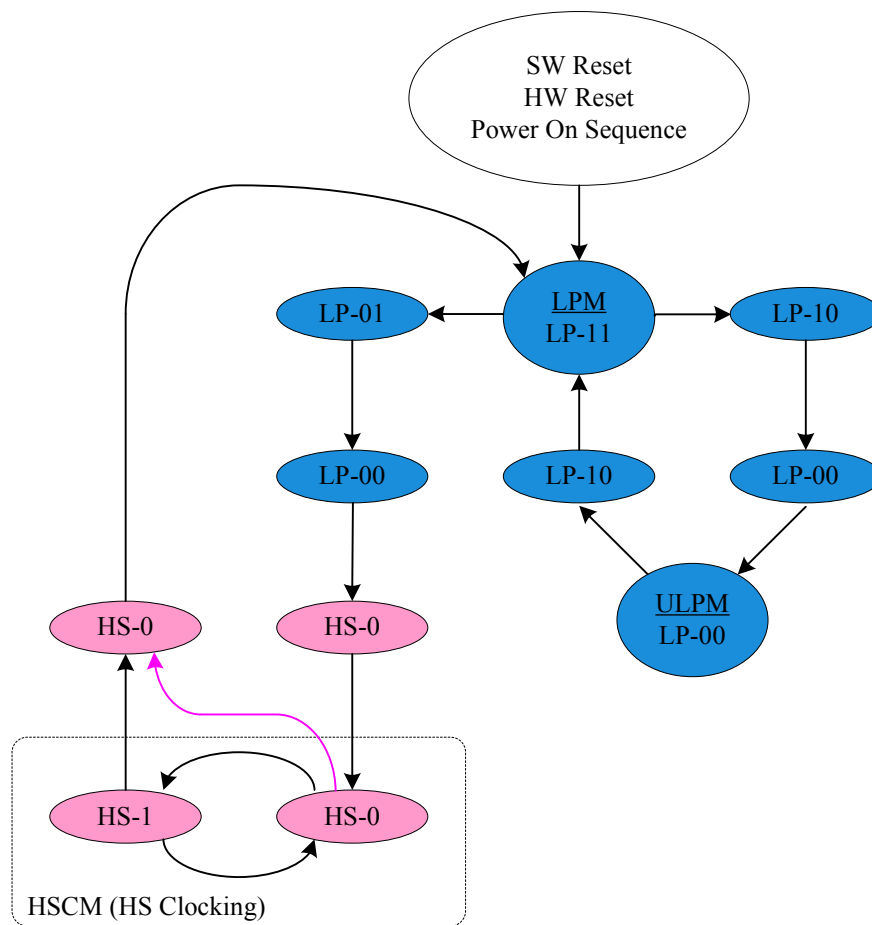 SW Reset
HW Reset
Power On Sequence
LP-01
LPM
LP-11
LP-10
LP-00
LP-10
LP-00
HS-0
HS-0
ULPM
LP-00
HS-1
HS-0
HSCM (HS Clocking)